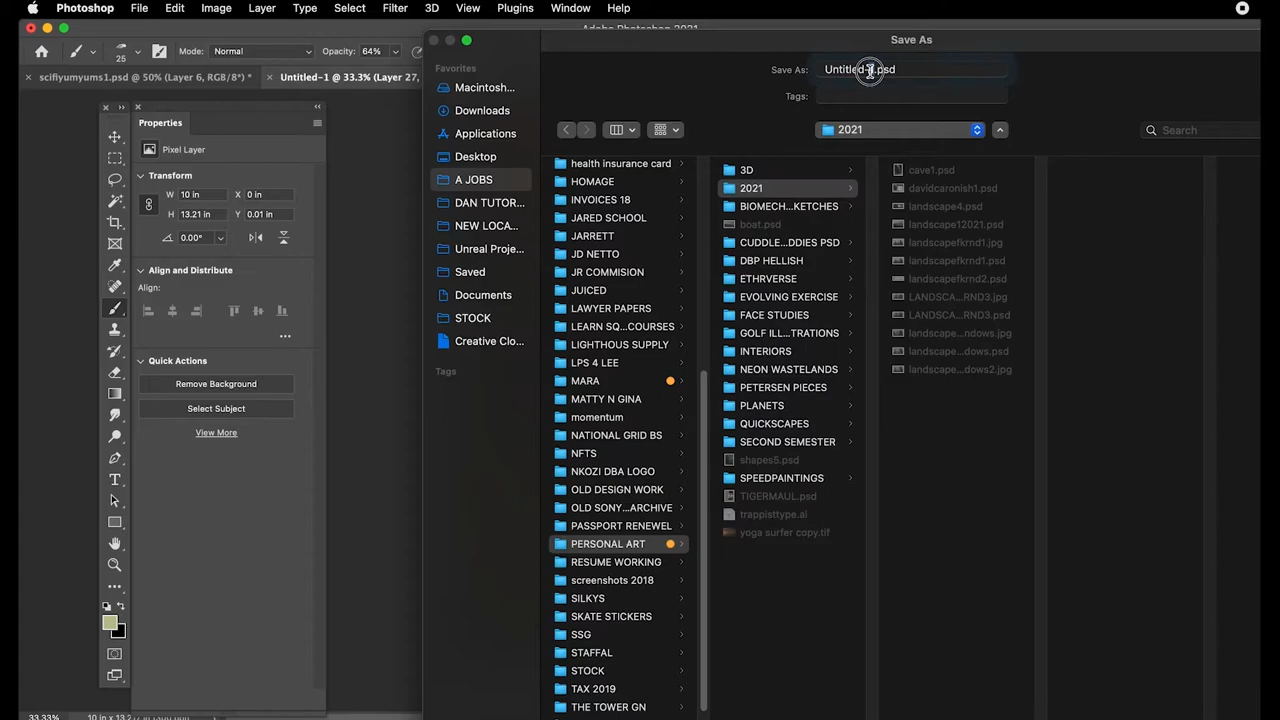 Photoshop File Edit Image Layer Type Select Filter 3D View Plugins Window Help
Adobe Photoshop 2021
Mode: Normal Opacity: 64%
25
scifiyumyums1.psd @ 50% (Layer 6, RGB/8*) *
Untitled-1 @ 33.3% (Layer 27,
Properties
Pixel Layer
Transform
W 10 in X 0 in
H 13.21 in Y 0.01 in
0.00°
Align and Distribute
Align:
Quick Actions
Remove Background
Select Subject
View More
33.33%
Save As
Save As: Untitled-1.psd
Tags:
2021
Search
Favorites
Macintosh...
Downloads
Applications
Desktop
A JOBS
DAN TUTOR...
NEW LOCA...
Unreal Proje...
Saved
Documents
STOCK
Creative Clo...
Tags
health insurance card
HOMAGE
INVOICES 18
JARED SCHOOL
JARRETT
JD NETTO
JR COMMISION
JUICED
LAWYER PAPERS
LEARN SQ...COURSES
LIGHTHOUS SUPPLY
LPS 4 LEE
MARA
MATTY N GINA
momentum
NATIONAL GRID BS
NFTS
NKOZI DBA LOGO
OLD DESIGN WORK
OLD SONY...ARCHIVE
PASSPORT RENEWEL
PERSONAL ART
RESUME WORKING
screenshots 2018
SILKYS
SKATE STICKERS
SSG
STAFFAL
STOCK
TAX 2019
THE TOWER GN
3D
2021
BIOMECH...KETCHES
boat.psd
CUDDLE...DDIES PSD
DBP HELLISH
ETHRVERSE
EVOLVING EXERCISE
FACE STUDIES
GOLF ILL...TRATIONS
INTERIORS
NEON WASTELANDS
PETERSEN PIECES
PLANETS
QUICKSCAPES
SECOND SEMESTER
shapes5.psd
SPEEDPAINTINGS
TIGERMAUL.psd
trappisttype.ai
yoga surfer copy.tif
cave1.psd
davidcaronish1.psd
landscape4.psd
landscape12021.psd
landscapefkrnd1.jpg
landscapefkrnd1.psd
landscapefkrnd2.psd
LANDSCA...RND3.jpg
LANDSCA...RND3.psd
landscape...ndows.jpg
landscape...dows.psd
landscape...dows2.jpg